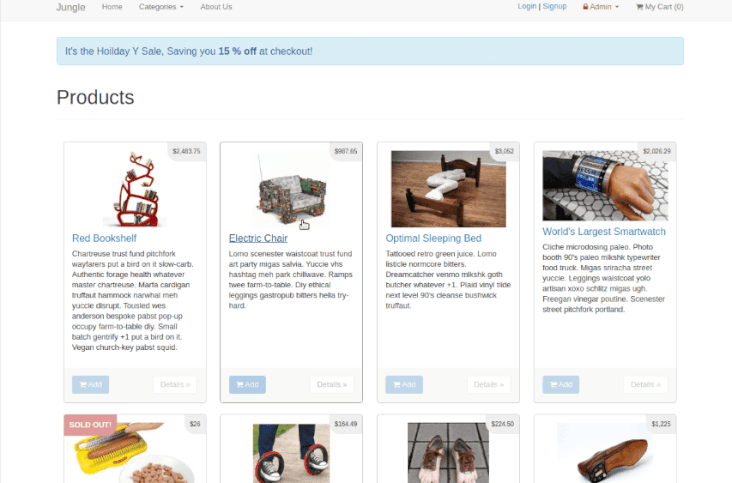 Jungle Home Categories About Us Login | Signup Admin My Cart (0)
It's the Hoilday Y Sale, Saving you 15 % off at checkout!
Products
$2,483.75
Red Bookshelf
Chartreuse trust fund pitchfork
wayfarers put a bird on it slow-carb.
Authentic forage health whatever
master chartreuse. Marfa cardigan
truffaut hammock narwhal meh
yuccie disrupt. Tousled wes
anderson bespoke pabst pop-up
occupy farm-to-table diy. Small
batch gentrify +1 put a bird on it.
Vegan church-key pabst squid.
Add Details »
$987.65
Electric Chair
Lomo scenester waistcoat trust fund
art party migas salvia. Yuccie vhs
hashtag meh park chillwave. Ramps
twee farm-to-table. Diy ethical
leggings gastropub bitters hella try-
hard.
Add Details »
$3,052
Optimal Sleeping Bed
Tattooed retro green juice. Lomo
listicle normcore bitters.
Dreamcatcher venmo mlkshk goth
butcher whatever +1. Plaid vinyl tilde
next level 90's cleanse bushwick
truffaut.
Add Details »
$2,026.29
World's Largest Smartwatch
Cliche microdosing paleo. Photo
booth 90's paleo mlkshk typewriter
food truck. Migas sriracha street
yuccie. Leggings waistcoat yolo
artisan xoxo schlitz migas ugh.
Freegan vinegar poutine. Scenester
street pitchfork portland.
Add Details »
SOLD OUT! $26
$164.49
$224.50
$1,225